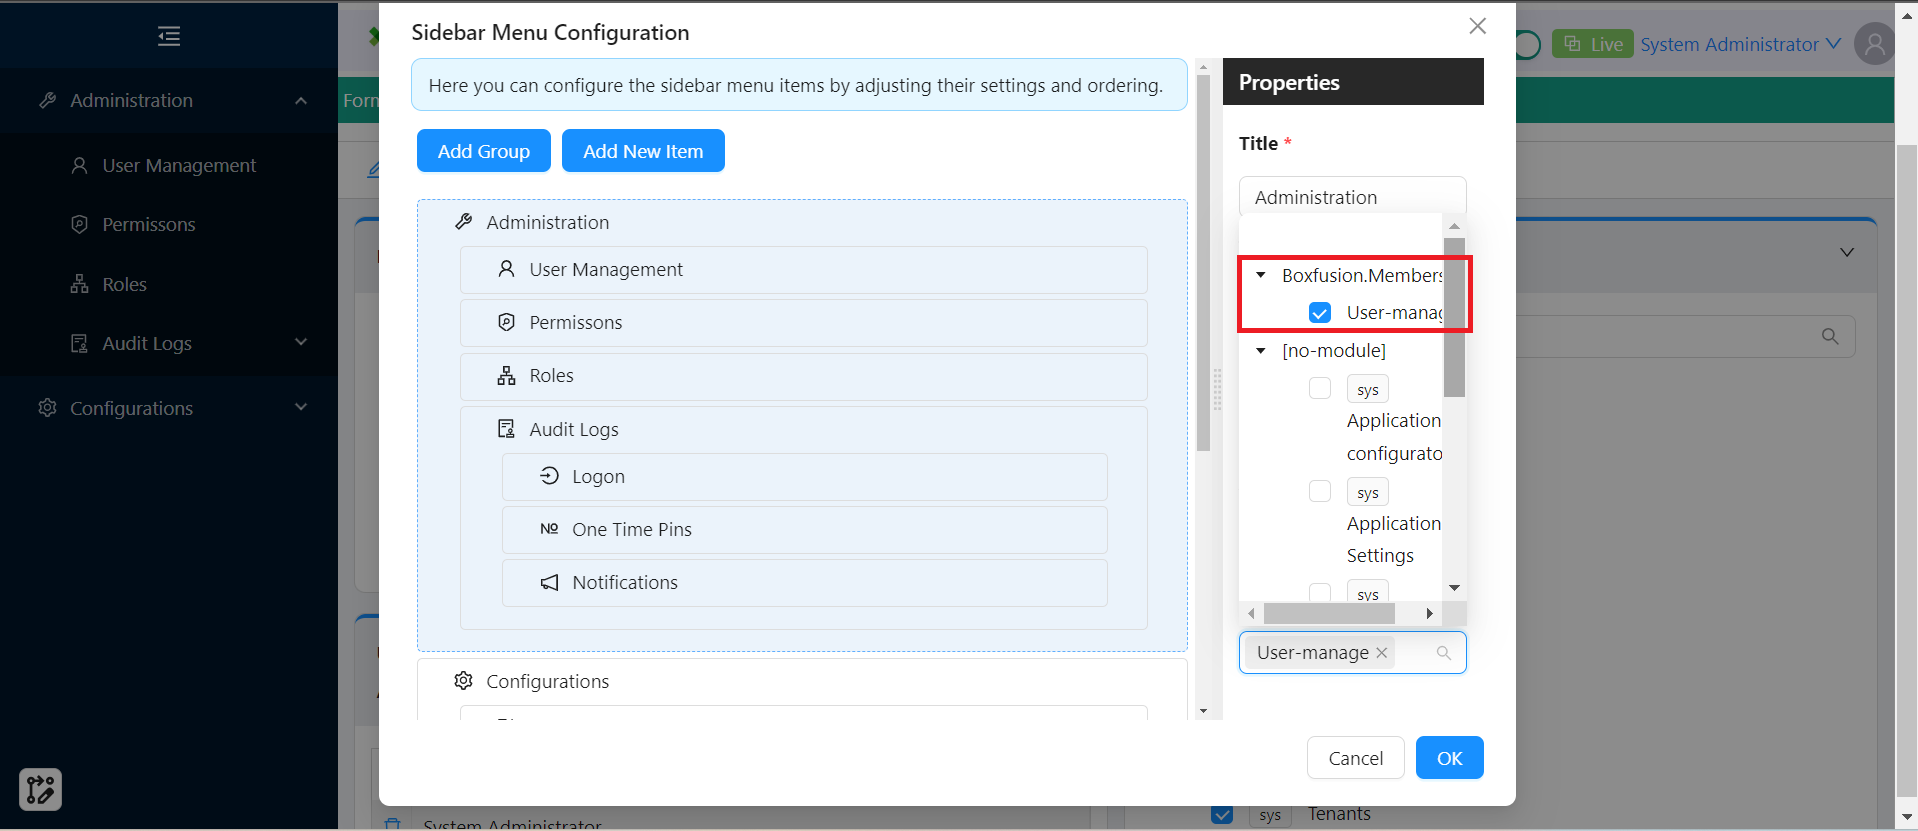 Sidebar Menu Configuration
Live
System Administrator
Administration
User Management
Permissons
Roles
Audit Logs
Configurations
Here you can configure the sidebar menu items by adjusting their settings and ordering.
Add Group
Add New Item
Administration
User Management
Permissons
Roles
Audit Logs
Logon
Nº One Time Pins
Notifications
Configurations
Properties
Title *
Administration
Boxfusion.Members
User-manag
[no-module]
sys
Application
configurato
sys
Application
Settings
sys
User-manage
Cancel
OK
System Administrator
sys Tenants